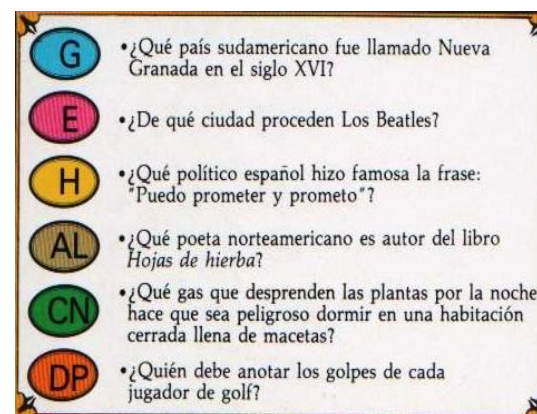 G •¿Qué país sudamericano fue llamado Nueva
Granada en el siglo XVI?
E •¿De qué ciudad proceden Los Beatles?
H •¿Qué político español hizo famosa la frase:
"Puedo prometer y prometo"?
AL •¿Qué poeta norteamericano es autor del libro
Hojas de hierba?
CN •¿Qué gas que desprenden las plantas por la noche
hace que sea peligroso dormir en una habitación
cerrada llena de macetas?
DP •¿Quién debe anotar los golpes de cada
jugador de golf?